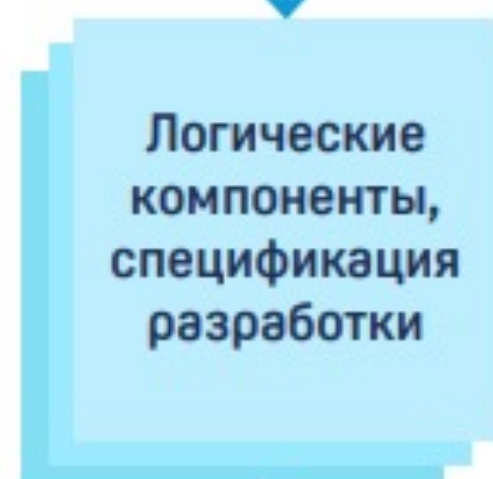 Логические
компоненты,
спецификация
разработки